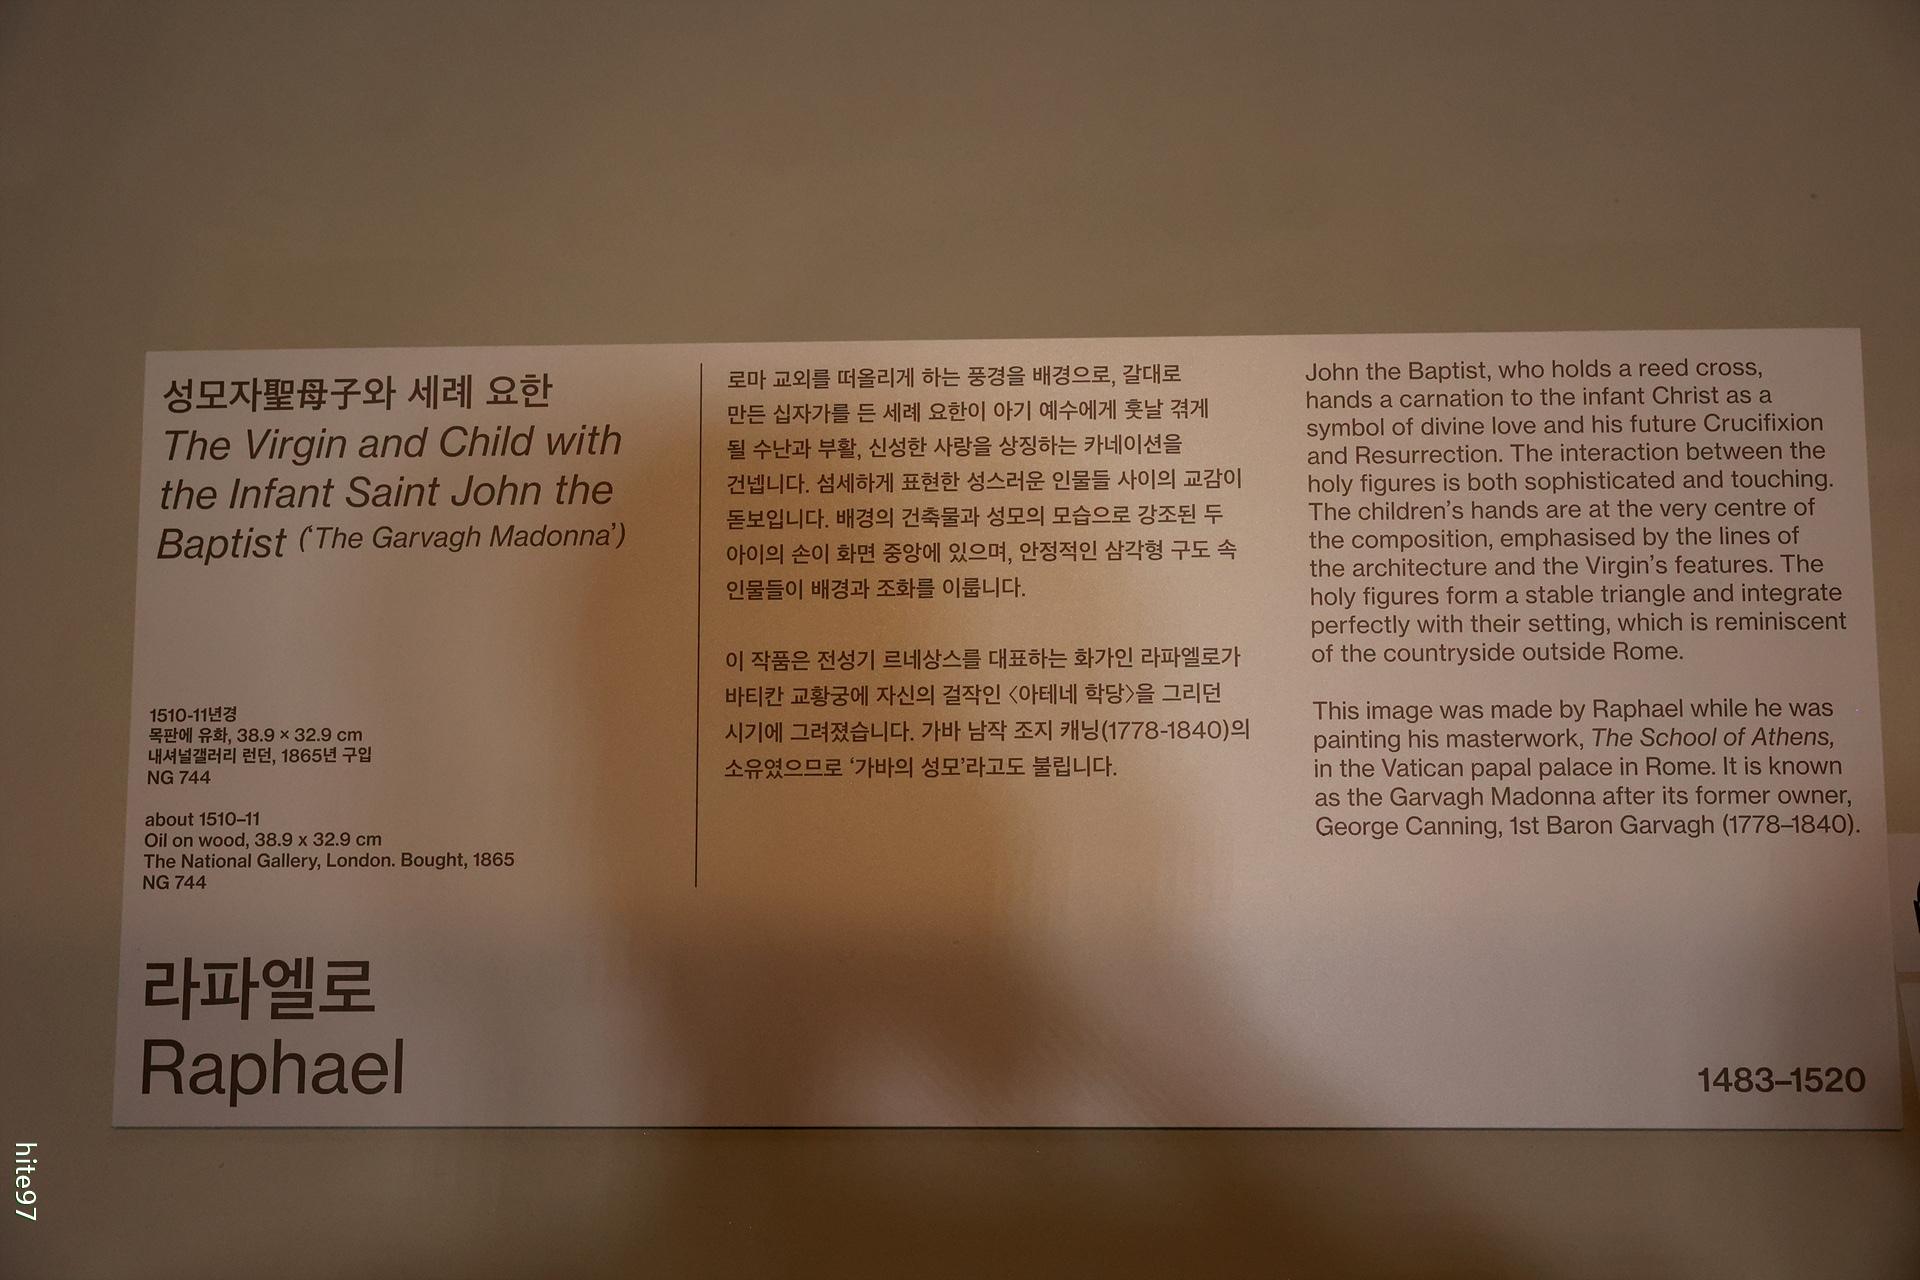 성모자聖母子와 세례 요한
The Virgin and Child with
the Infant Saint John the
Baptist (‘The Garvagh Madonna’)
1510-11년경
목판에 유화, 38.9 × 32.9 cm
내셔널갤러리 런던, 1865년 구입
NG 744
about 1510–11
Oil on wood, 38.9 x 32.9 cm
The National Gallery, London. Bought, 1865
NG 744
라파엘로
Raphael
로마 교외를 떠올리게 하는 풍경을 배경으로, 갈대로
만든 십자가를 든 세례 요한이 아기 예수에게 훗날 겪게
될 수난과 부활, 신성한 사랑을 상징하는 카네이션을
건넵니다. 섬세하게 표현한 성스러운 인물들 사이의 교감이
돋보입니다. 배경의 건축물과 성모의 모습으로 강조된 두
아이의 손이 화면 중앙에 있으며, 안정적인 삼각형 구도 속
인물들이 배경과 조화를 이룹니다.
이 작품은 전성기 르네상스를 대표하는 화가인 라파엘로가
바티칸 교황궁에 자신의 걸작인 〈아테네 학당〉을 그리던
시기에 그려졌습니다. 가바 남작 조지 캐닝(1778-1840)의
소유였으므로 ‘가바의 성모’라고도 불립니다.
John the Baptist, who holds a reed cross,
hands a carnation to the infant Christ as a
symbol of divine love and his future Crucifixion
and Resurrection. The interaction between the
holy figures is both sophisticated and touching.
The children’s hands are at the very centre of
the composition, emphasised by the lines of
the architecture and the Virgin’s features. The
holy figures form a stable triangle and integrate
perfectly with their setting, which is reminiscent
of the countryside outside Rome.
This image was made by Raphael while he was
painting his masterwork, The School of Athens,
in the Vatican papal palace in Rome. It is known
as the Garvagh Madonna after its former owner,
George Canning, 1st Baron Garvagh (1778–1840).
1483–1520
hite97